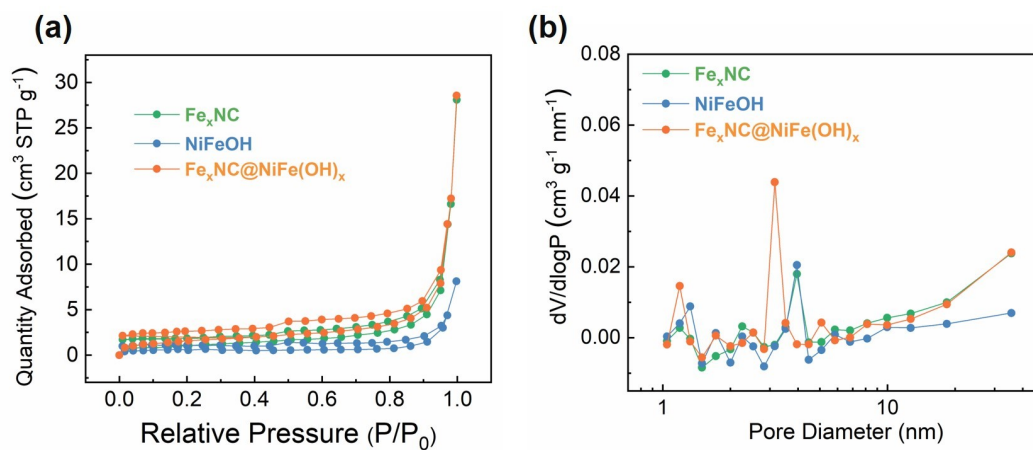 (a)
30
25
20
15
10
5
0
Quantity Adsorbed (cm³ STP g⁻¹)
FeₓNC
NiFeOH
FeₓNC@NiFe(OH)ₓ
0.0 0.2 0.4 0.6 0.8 1.0
Relative Pressure (P/P₀)
(b)
0.08
0.06
0.04
0.02
0.00
dV/dlogP (cm³ g⁻¹ nm⁻¹)
FeₓNC
NiFeOH
FeₓNC@NiFe(OH)ₓ
1 10
Pore Diameter (nm)